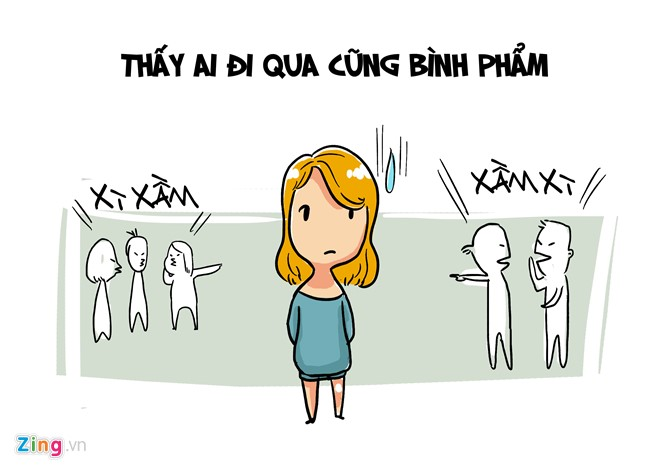 THẤY AI ĐI QUA CŨNG BÌNH PHẨM
XÌ XẦM
XẦM XÌ
Zing.vn